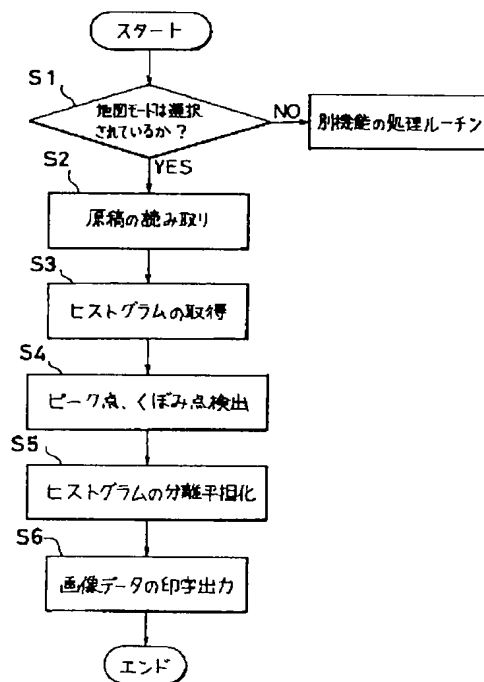 スタート
S1
地図モードは選択
されているか?
NO
別機能の処理ルーチン
YES
S2
原稿の読み取り
S3
ヒストグラムの取得
S4
ピーク点、くぼみ点検出
S5
ヒストグラムの分離平坦化
S6
画像データの印字出力
エンド